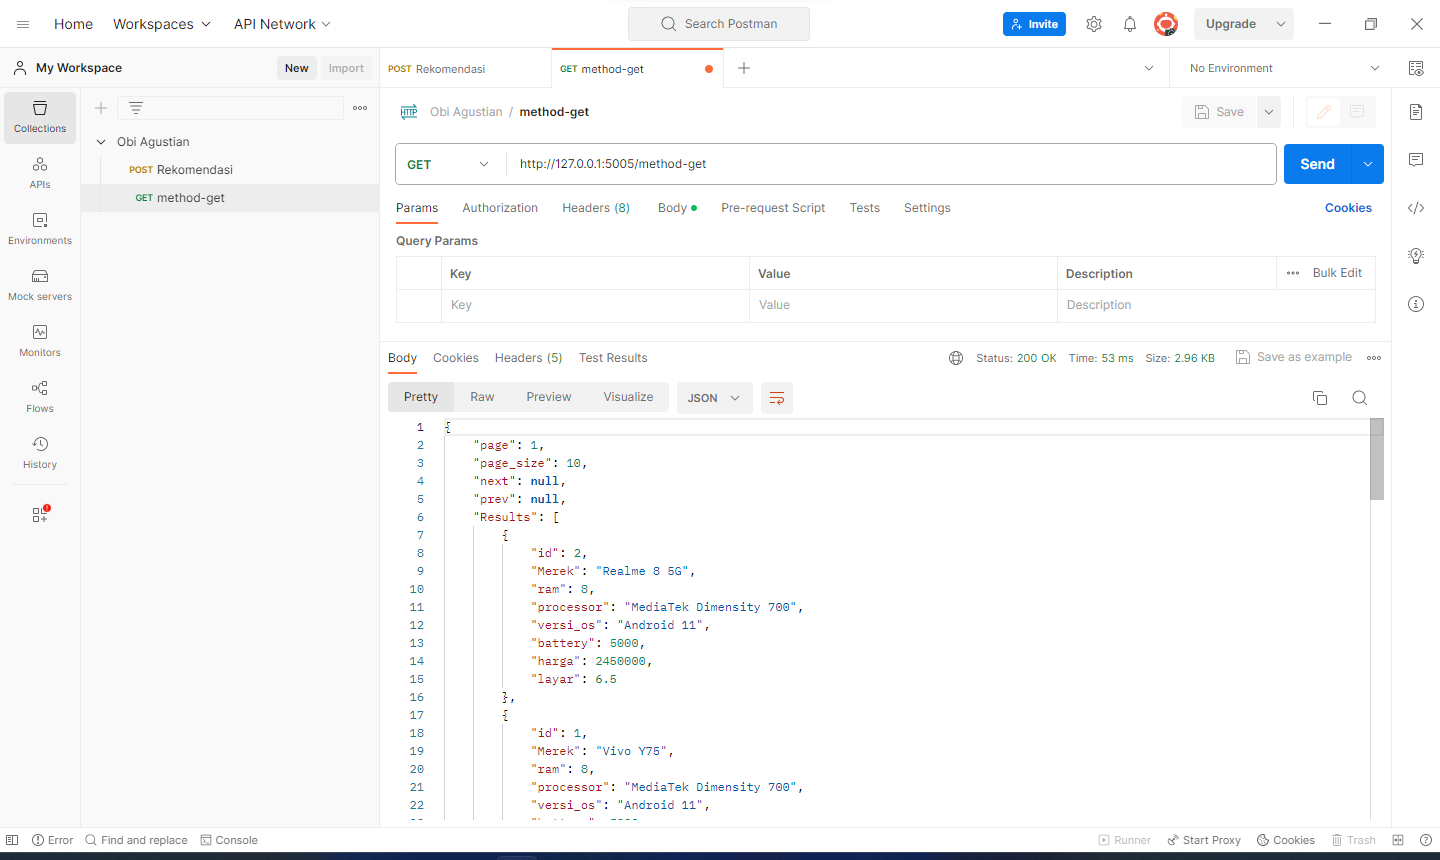 Home Workspaces API Network Search Postman Invite Upgrade
My Workspace New Import POST Rekomendasi GET method-get No Environment
Collections
APIs
Environments
Mock servers
Monitors
Flows
History
Obi Agustian
POST Rekomendasi
GET method-get
HTTP Obi Agustian / method-get Save
GET http://127.0.0.1:5005/method-get Send
Params Authorization Headers (8) Body Pre-request Script Tests Settings Cookies
Query Params
Key Value Description Bulk Edit
Key Value Description
Body Cookies Headers (5) Test Results Status: 200 OK Time: 53 ms Size: 2.96 KB Save as example
Pretty Raw Preview Visualize JSON
1 {
2 "page": 1,
3 "page_size": 10,
4 "next": null,
5 "prev": null,
6 "Results": [
7 {
8 "id": 2,
9 "Merek": "Realme 8 5G",
10 "ram": 8,
11 "processor": "MediaTek Dimensity 700",
12 "versi_os": "Android 11",
13 "battery": 5000,
14 "harga": 2450000,
15 "layar": 6.5
16 },
17 {
18 "id": 1,
19 "Merek": "Vivo Y75",
20 "ram": 8,
21 "processor": "MediaTek Dimensity 700",
22 "versi_os": "Android 11",
Error Find and replace Console Runner Start Proxy Cookies Trash